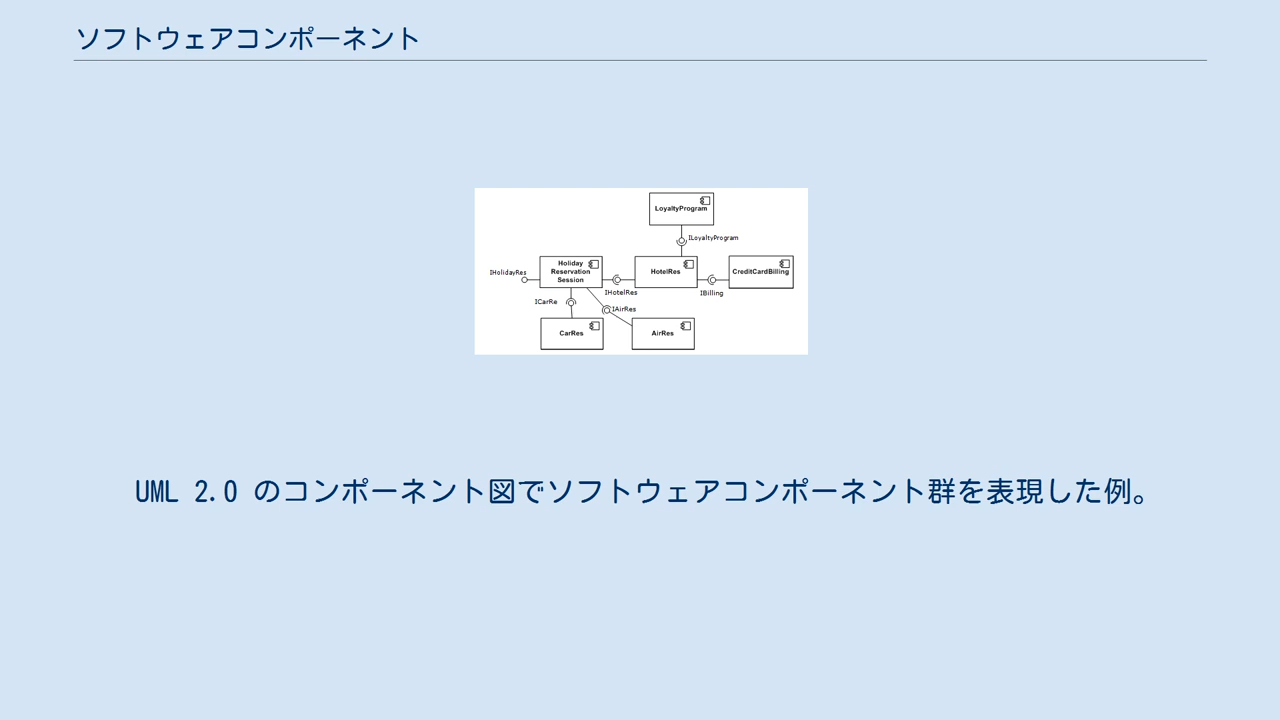 ソフトウェアコンポーネント
LoyaltyProgram
ILoyaltyProgram
IHolidayRes
Holiday
Reservation
Session
HotelRes
CreditCardBilling
IHotelRes
IBilling
ICarRe
IAirRes
CarRes
AirRes
UML 2.0 のコンポーネント図でソフトウェアコンポーネント群を表現した例。